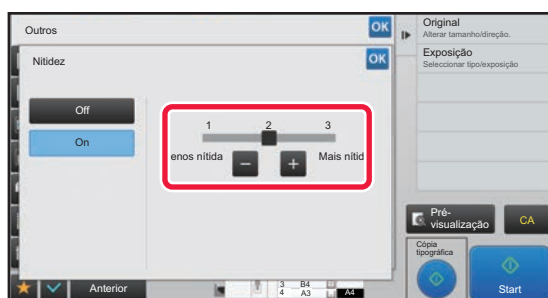 Outros
OK
Nitidez
OK
Off
On
1 2 3
enos nítida
Mais nítid
Anterior
3 B4
4 A3
A4
Original
Alterar tamanho/direção.
Exposição
Seleccionar tipo/exposição
Pré-
visualização
CA
Cópia
tipográfica
Start